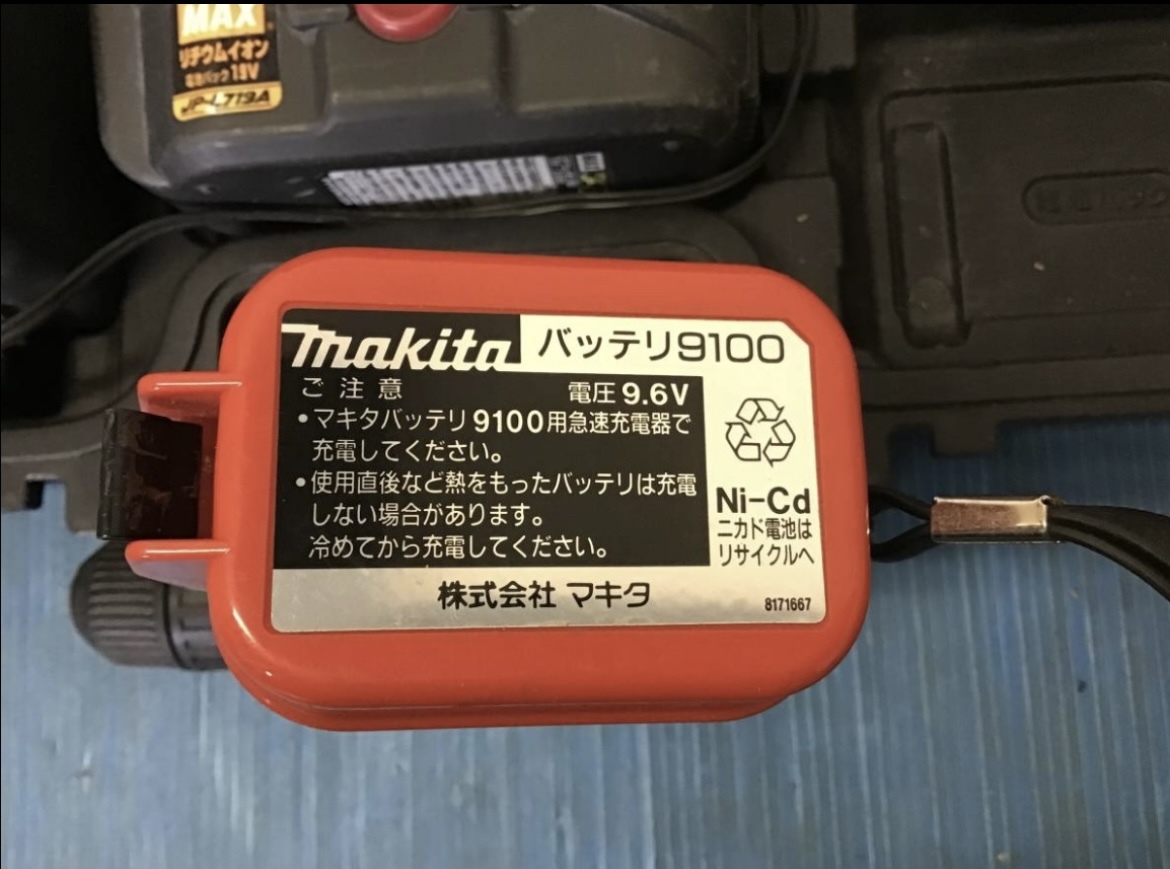 MAX
リチウムイオン
電池パック 18V
makita バッテリ9100
ご注意 電圧 9.6V
•マキタバッテリ9100用急速充電器で
充電してください。
•使用直後など熱をもったバッテリは充電
しない場合があります。
冷めてから充電してください。
Ni-Cd
ニカド電池は
リサイクルへ
株式会社 マキタ
8171667